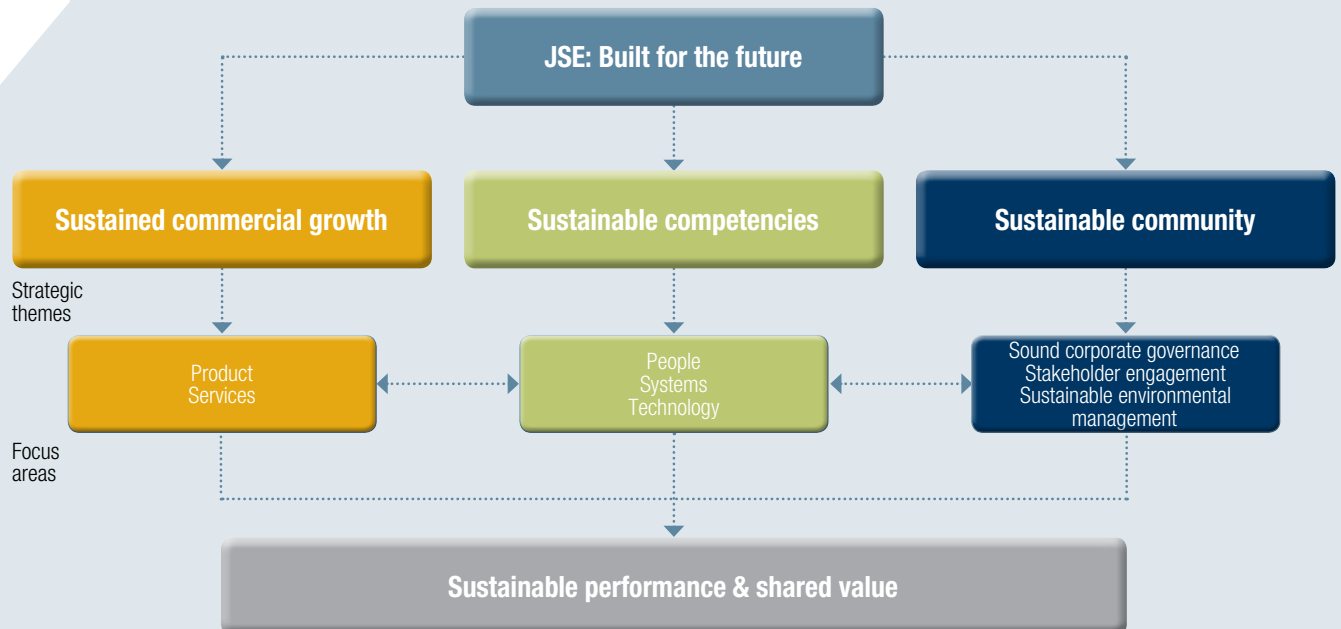 JSE: Built for the future
Sustained commercial growth
Sustainable competencies
Sustainable community
Strategic
themes
Product
Services
People
Systems
Technology
Sound corporate governance
Stakeholder engagement
Sustainable environmental
management
Focus
areas
Sustainable performance & shared value